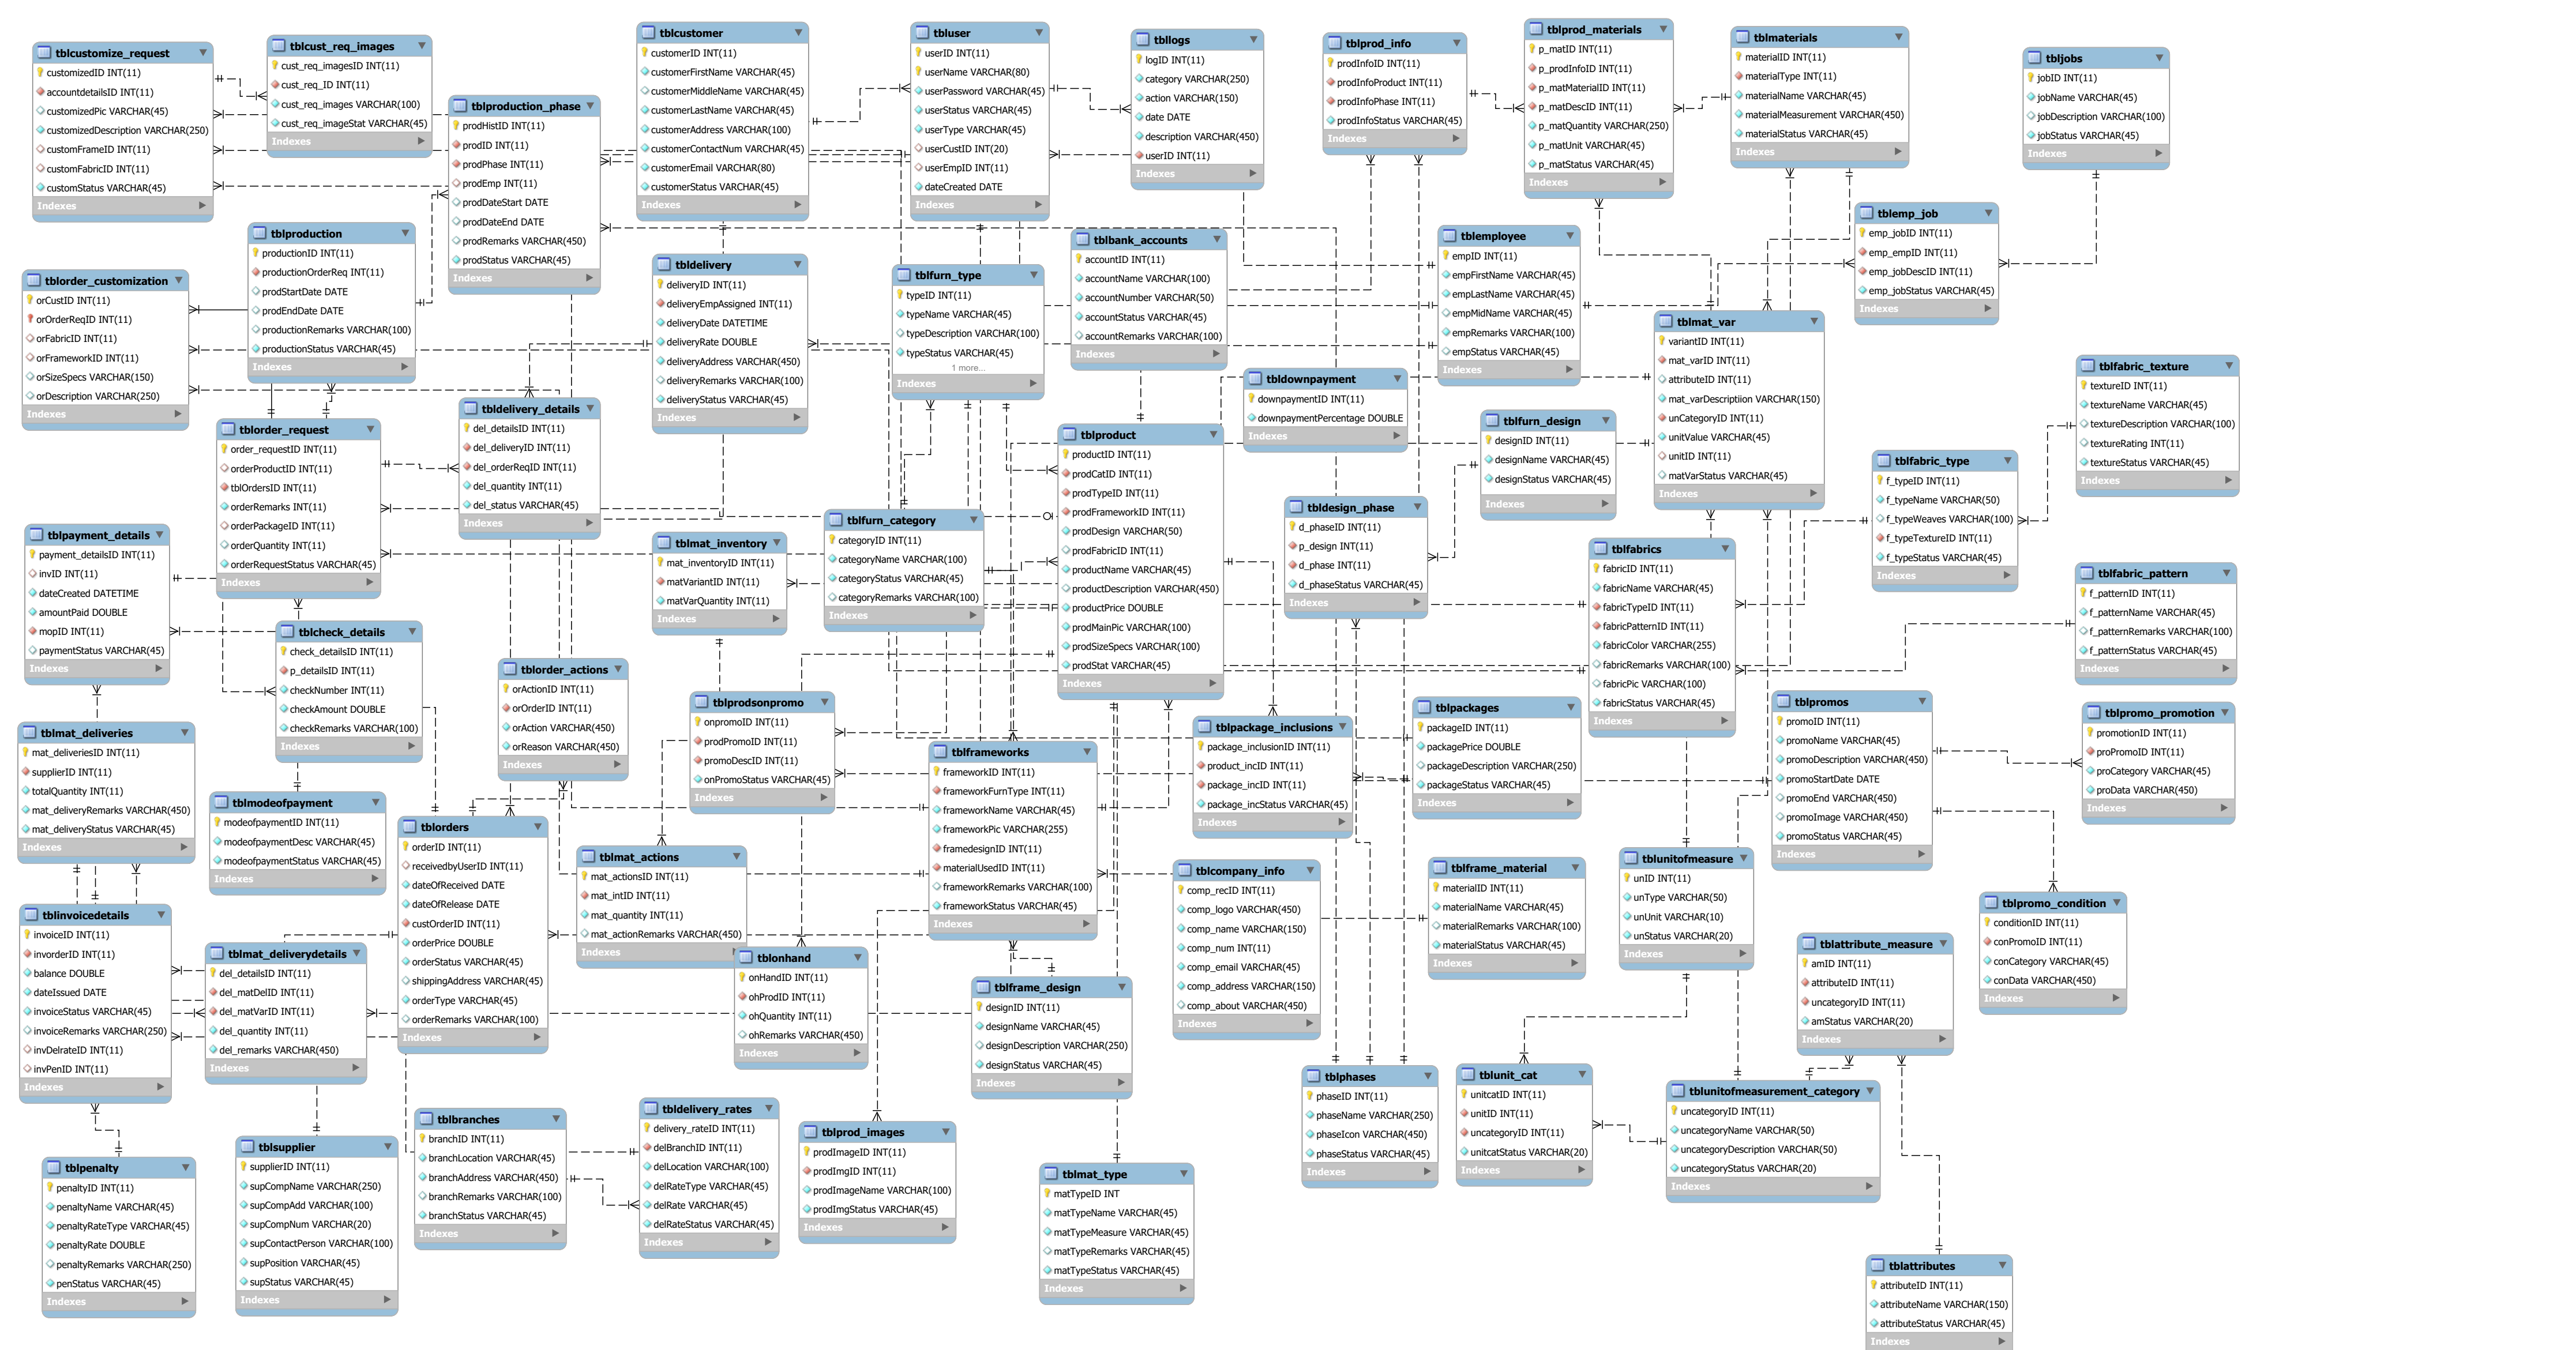 tblcustomize_request
customizedID INT(11)
accountdetailsID INT(11)
customizedPic VARCHAR(45)
customizedDescription VARCHAR(250)
customFrameID INT(11)
customFabricID INT(11)
customStatus VARCHAR(45)
Indexes
tblcust_req_images
cust_req_imagesID INT(11)
cust_req_ID INT(11)
cust_req_images VARCHAR(100)
cust_req_imageStat VARCHAR(45)
Indexes
tblproduction_phase
prodHistID INT(11)
prodID INT(11)
prodPhase INT(11)
prodEmp INT(11)
prodDateStart DATE
prodDateEnd DATE
prodRemarks VARCHAR(450)
prodStatus VARCHAR(45)
Indexes
tblcustomer
customerID INT(11)
customerFirstName VARCHAR(45)
customerMiddleName VARCHAR(45)
customerLastName VARCHAR(45)
customerAddress VARCHAR(100)
customerContactNum VARCHAR(45)
customerEmail VARCHAR(80)
customerStatus VARCHAR(45)
Indexes
tbluser
userID INT(11)
userName VARCHAR(80)
userPassword VARCHAR(45)
userStatus VARCHAR(45)
userType VARCHAR(45)
userCustID INT(20)
userEmpID INT(11)
dateCreated DATE
Indexes
tbllogs
logID INT(11)
category VARCHAR(250)
action VARCHAR(150)
date DATE
description VARCHAR(450)
userID INT(11)
Indexes
tblprod_info
prodInfoID INT(11)
prodInfoProduct INT(11)
prodInfoPhase INT(11)
prodInfoStatus VARCHAR(45)
Indexes
tblprod_materials
p_matID INT(11)
p_prodInfoID INT(11)
p_matMaterialID INT(11)
p_matDescID INT(11)
p_matQuantity VARCHAR(250)
p_matUnit VARCHAR(45)
p_matStatus VARCHAR(45)
Indexes
tblmaterials
materialID INT(11)
materialType INT(11)
materialName VARCHAR(45)
materialMeasurement VARCHAR(450)
materialStatus VARCHAR(45)
Indexes
tbljobs
jobID INT(11)
jobName VARCHAR(45)
jobDescription VARCHAR(100)
jobStatus VARCHAR(45)
Indexes
tblproduction
productionID INT(11)
productionOrderReq INT(11)
prodStartDate DATE
prodEndDate DATE
productionRemarks VARCHAR(100)
productionStatus VARCHAR(45)
Indexes
tblorder_customization
orCustID INT(11)
orOrderReqID INT(11)
orFabricID INT(11)
orFrameworkID INT(11)
orSizeSpecs VARCHAR(150)
orDescription VARCHAR(250)
Indexes
tbldelivery
deliveryID INT(11)
deliveryEmpAssigned INT(11)
deliveryDate DATETIME
deliveryRate DOUBLE
deliveryAddress VARCHAR(450)
deliveryRemarks VARCHAR(100)
deliveryStatus VARCHAR(45)
Indexes
tblfurn_type
typeID INT(11)
typeName VARCHAR(45)
typeDescription VARCHAR(100)
typeStatus VARCHAR(45)
1 more...
Indexes
tblbank_accounts
accountID INT(11)
accountName VARCHAR(100)
accountNumber VARCHAR(50)
accountStatus VARCHAR(45)
accountRemarks VARCHAR(100)
Indexes
tblemployee
empID INT(11)
empFirstName VARCHAR(45)
empLastName VARCHAR(45)
empMidName VARCHAR(45)
empRemarks VARCHAR(100)
empStatus VARCHAR(45)
Indexes
tblemp_job
emp_jobID INT(11)
emp_empID INT(11)
emp_jobDescID INT(11)
emp_jobStatus VARCHAR(45)
Indexes
tblmat_var
variantID INT(11)
mat_varID INT(11)
attributeID INT(11)
mat_varDescriptiion VARCHAR(150)
unCategoryID INT(11)
unitValue VARCHAR(45)
unitID INT(11)
matVarStatus VARCHAR(45)
Indexes
tblfabric_texture
textureID INT(11)
textureName VARCHAR(45)
textureDescription VARCHAR(100)
textureRating INT(11)
textureStatus VARCHAR(45)
Indexes
tblorder_request
order_requestID INT(11)
orderProductID INT(11)
tblOrdersID INT(11)
orderRemarks INT(11)
orderPackageID INT(11)
orderQuantity INT(11)
orderRequestStatus VARCHAR(45)
Indexes
tbldelivery_details
del_detailsID INT(11)
del_deliveryID INT(11)
del_orderReqID INT(11)
del_quantity INT(11)
del_status VARCHAR(45)
Indexes
tbldownpayment
downpaymentID INT(11)
downpaymentPercentage DOUBLE
Indexes
tblproduct
productID INT(11)
prodCatID INT(11)
prodTypeID INT(11)
prodFrameworkID INT(11)
prodDesign VARCHAR(50)
prodFabricID INT(11)
productName VARCHAR(45)
productDescription VARCHAR(450)
productPrice DOUBLE
prodMainPic VARCHAR(100)
prodSizeSpecs VARCHAR(100)
prodStat VARCHAR(45)
Indexes
tblfurn_design
designID INT(11)
designName VARCHAR(45)
designStatus VARCHAR(45)
Indexes
tbldesign_phase
d_phaseID INT(11)
p_design INT(11)
d_phase INT(11)
d_phaseStatus VARCHAR(45)
Indexes
tblfabric_type
f_typeID INT(11)
f_typeName VARCHAR(50)
f_typeWeaves VARCHAR(100)
f_typeTextureID INT(11)
f_typeStatus VARCHAR(45)
Indexes
tblpayment_details
payment_detailsID INT(11)
invID INT(11)
dateCreated DATETIME
amountPaid DOUBLE
mopID INT(11)
paymentStatus VARCHAR(45)
Indexes
tblmat_inventory
mat_inventoryID INT(11)
matVariantID INT(11)
matVarQuantity INT(11)
Indexes
tblfurn_category
categoryID INT(11)
categoryName VARCHAR(100)
categoryStatus VARCHAR(45)
categoryRemarks VARCHAR(100)
Indexes
tblfabrics
fabricID INT(11)
fabricName VARCHAR(45)
fabricTypeID INT(11)
fabricPatternID INT(11)
fabricColor VARCHAR(255)
fabricRemarks VARCHAR(100)
fabricPic VARCHAR(100)
fabricStatus VARCHAR(45)
Indexes
tblfabric_pattern
f_patternID INT(11)
f_patternName VARCHAR(45)
f_patternRemarks VARCHAR(100)
f_patternStatus VARCHAR(45)
Indexes
tblcheck_details
check_detailsID INT(11)
p_detailsID INT(11)
checkNumber INT(11)
checkAmount DOUBLE
checkRemarks VARCHAR(100)
Indexes
tblorder_actions
orActionID INT(11)
orOrderID INT(11)
orAction VARCHAR(450)
orReason VARCHAR(450)
Indexes
tblprodsonpromo
onpromoID INT(11)
prodPromoID INT(11)
promoDescID INT(11)
onPromoStatus VARCHAR(45)
Indexes
tblframeworks
frameworkID INT(11)
frameworkFurnType INT(11)
frameworkName VARCHAR(45)
frameworkPic VARCHAR(255)
framedesignID INT(11)
materialUsedID INT(11)
frameworkRemarks VARCHAR(100)
frameworkStatus VARCHAR(45)
Indexes
tblpackage_inclusions
package_inclusionID INT(11)
product_incID INT(11)
package_incID INT(11)
package_incStatus VARCHAR(45)
Indexes
tblpackages
packageID INT(11)
packagePrice DOUBLE
packageDescription VARCHAR(250)
packageStatus VARCHAR(45)
Indexes
tblpromos
promoID INT(11)
promoName VARCHAR(45)
promoDescription VARCHAR(450)
promoStartDate DATE
promoEnd VARCHAR(450)
promoImage VARCHAR(450)
promoStatus VARCHAR(45)
Indexes
tblpromo_promotion
promotionID INT(11)
proPromoID INT(11)
proCategory VARCHAR(45)
proData VARCHAR(450)
Indexes
tblmat_deliveries
mat_deliveriesID INT(11)
supplierID INT(11)
totalQuantity INT(11)
mat_deliveryRemarks VARCHAR(450)
mat_deliveryStatus VARCHAR(45)
Indexes
tblmodeofpayment
modeofpaymentID INT(11)
modeofpaymentDesc VARCHAR(45)
modeofpaymentStatus VARCHAR(45)
Indexes
tblorders
orderID INT(11)
receivedbyUserID INT(11)
dateOfReceived DATE
dateOfRelease DATE
custOrderID INT(11)
orderPrice DOUBLE
orderStatus VARCHAR(45)
shippingAddress VARCHAR(45)
orderType VARCHAR(45)
orderRemarks VARCHAR(100)
Indexes
tblmat_actions
mat_actionsID INT(11)
mat_intID INT(11)
mat_quantity INT(11)
mat_actionRemarks VARCHAR(450)
tblcompany_info
comp_recID INT(11)
comp_logo VARCHAR(450)
comp_name VARCHAR(150)
comp_num INT(11)
comp_email VARCHAR(45)
comp_address VARCHAR(150)
comp_about VARCHAR(450)
Indexes
tblframe_material
materialID INT(11)
materialName VARCHAR(45)
materialRemarks VARCHAR(100)
materialStatus VARCHAR(45)
Indexes
tblunitofmeasure
unID INT(11)
unType VARCHAR(50)
unUnit VARCHAR(10)
unStatus VARCHAR(20)
Indexes
tblpromo_condition
conditionID INT(11)
conPromoID INT(11)
conCategory VARCHAR(45)
conData VARCHAR(450)
Indexes
tblinvoicedetails
invoiceID INT(11)
invorderID INT(11)
balance DOUBLE
dateIssued DATE
invoiceStatus VARCHAR(45)
invoiceRemarks VARCHAR(250)
invDelrateID INT(11)
invPenID INT(11)
Indexes
tblmat_deliverydetails
del_detailsID INT(11)
del_matDelID INT(11)
del_matVarID INT(11)
del_quantity INT(11)
del_remarks VARCHAR(450)
Indexes
tblonhand
onHandID INT(11)
ohProdID INT(11)
ohQuantity INT(11)
ohRemarks VARCHAR(450)
Indexes
tblframe_design
designID INT(11)
designName VARCHAR(45)
designDescription VARCHAR(250)
designStatus VARCHAR(45)
Indexes
tblattribute_measure
amID INT(11)
attributeID INT(11)
uncategoryID INT(11)
amStatus VARCHAR(20)
Indexes
tblphases
phaseID INT(11)
phaseName VARCHAR(250)
phaseIcon VARCHAR(450)
phaseStatus VARCHAR(45)
Indexes
tblunit_cat
unitcatID INT(11)
unitID INT(11)
uncategoryID INT(11)
unitcatStatus VARCHAR(20)
Indexes
tblunitofmeasurement_category
uncategoryID INT(11)
uncategoryName VARCHAR(50)
uncategoryDescription VARCHAR(50)
uncategoryStatus VARCHAR(20)
Indexes
tblpenalty
penaltyID INT(11)
penaltyName VARCHAR(45)
penaltyRateType VARCHAR(45)
penaltyRate DOUBLE
penaltyRemarks VARCHAR(250)
penStatus VARCHAR(45)
Indexes
tblsupplier
supplierID INT(11)
supCompName VARCHAR(250)
supCompAdd VARCHAR(100)
supCompNum VARCHAR(20)
supContactPerson VARCHAR(100)
supPosition VARCHAR(45)
supStatus VARCHAR(45)
Indexes
tblbranches
branchID INT(11)
branchLocation VARCHAR(45)
branchAddress VARCHAR(450)
branchRemarks VARCHAR(100)
branchStatus VARCHAR(45)
Indexes
tbldelivery_rates
delivery_rateID INT(11)
delBranchID INT(11)
delLocation VARCHAR(100)
delRateType VARCHAR(45)
delRate VARCHAR(45)
delRateStatus VARCHAR(45)
Indexes
tblprod_images
prodImageID INT(11)
prodImgID INT(11)
prodImageName VARCHAR(100)
prodImgStatus VARCHAR(45)
Indexes
tblmat_type
matTypeID INT
matTypeName VARCHAR(45)
matTypeMeasure VARCHAR(45)
matTypeRemarks VARCHAR(45)
matTypeStatus VARCHAR(45)
Indexes
tblattributes
attributeID INT(11)
attributeName VARCHAR(150)
attributeStatus VARCHAR(45)
Indexes